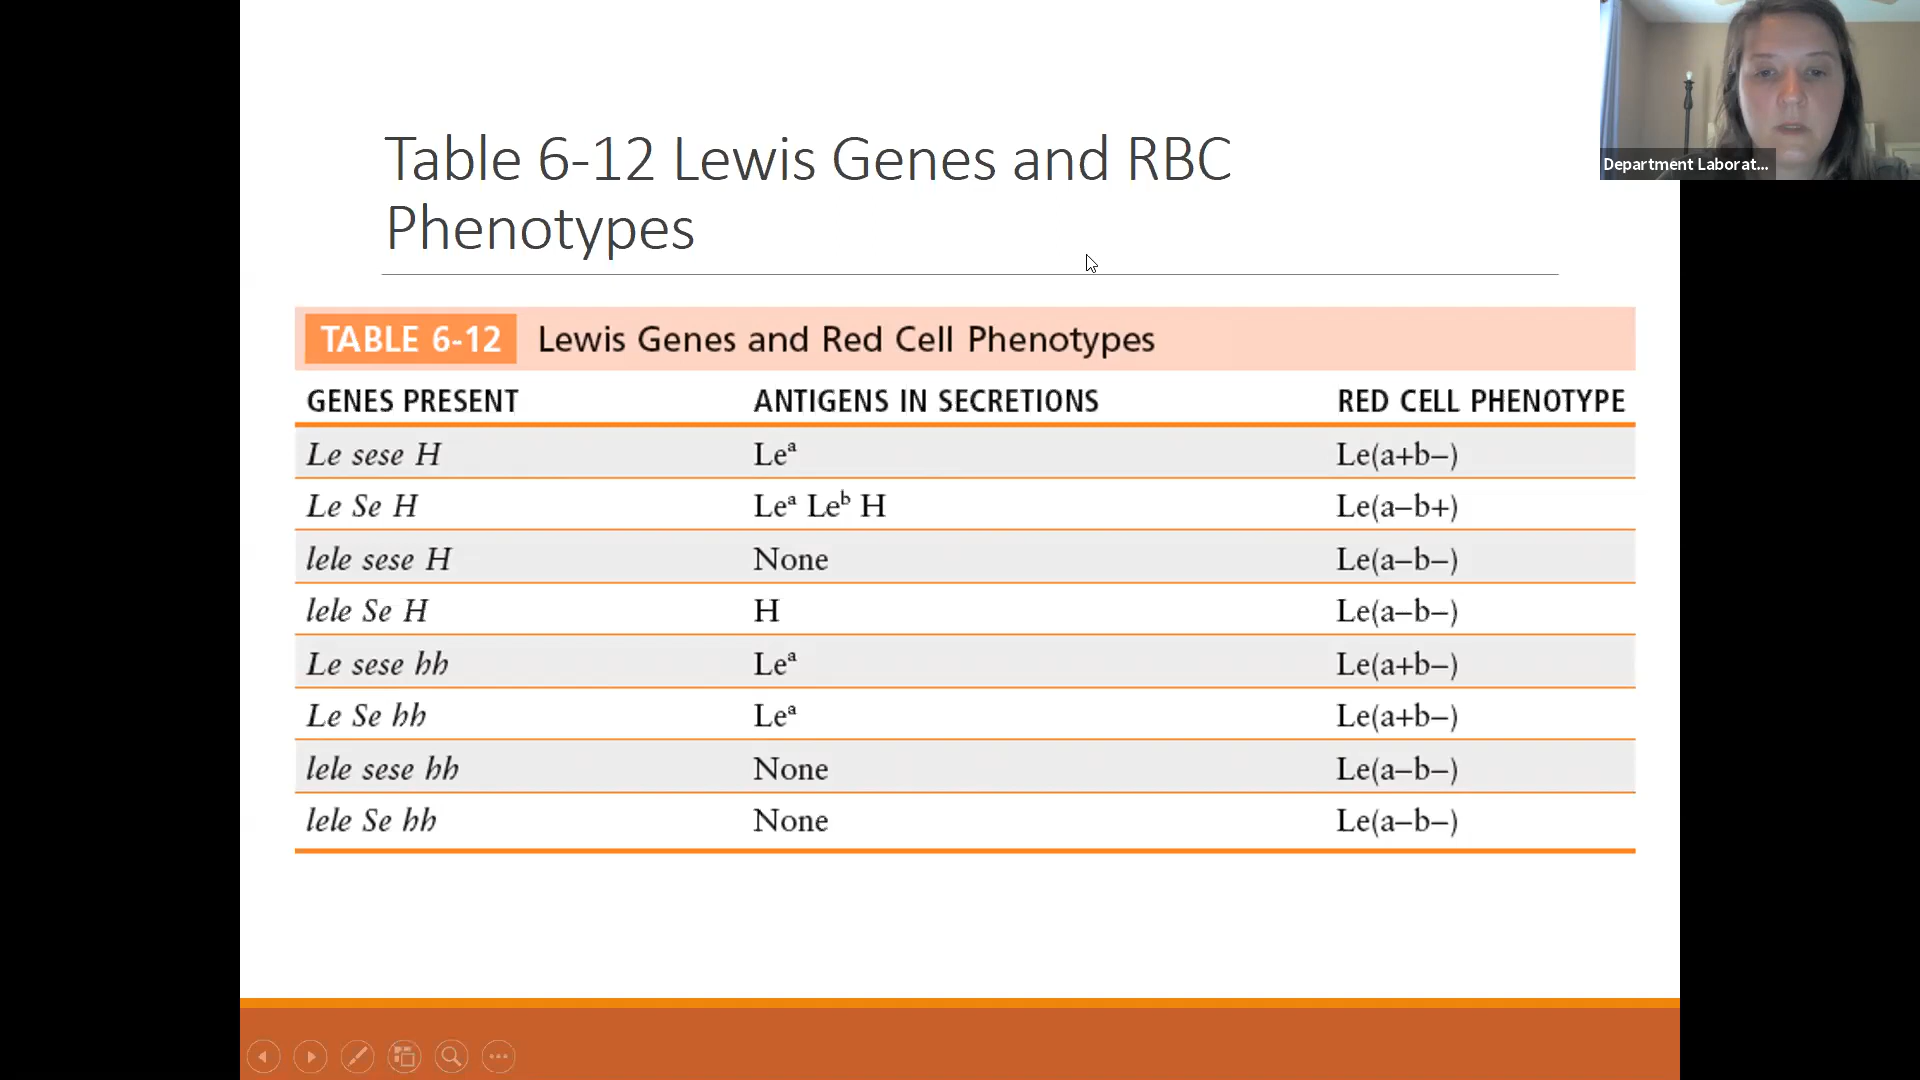 Table 6-12 Lewis Genes and RBC
Phenotypes
Department Laborat...
TABLE 6-12 Lewis Genes and Red Cell Phenotypes
GENES PRESENT ANTIGENS IN SECRETIONS RED CELL PHENOTYPE
Le sese H Leᵃ Le(a+b–)
Le Se H Leᵃ Leᵇ H Le(a–b+)
lele sese H None Le(a–b–)
lele Se H H Le(a–b–)
Le sese hh Leᵃ Le(a+b–)
Le Se hh Leᵃ Le(a+b–)
lele sese hh None Le(a–b–)
lele Se hh None Le(a–b–)